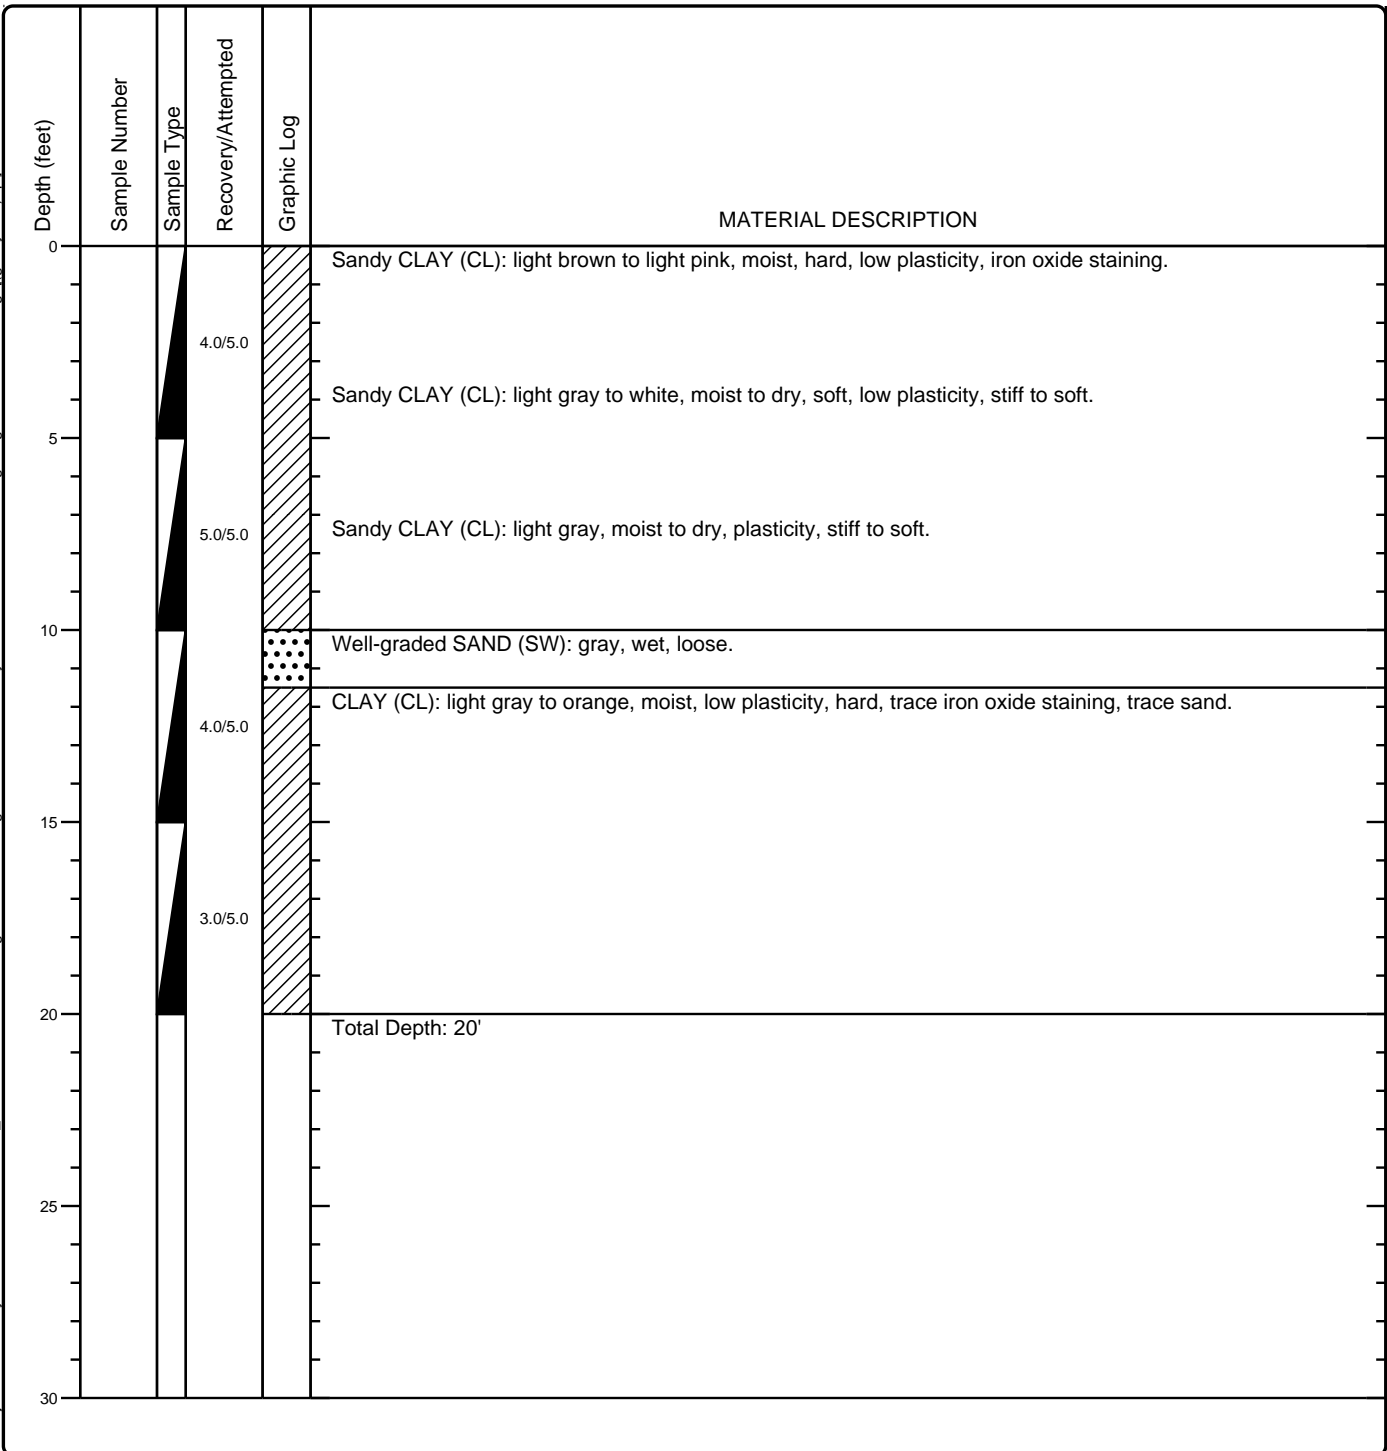 Depth (feet)
Sample Number
Sample Type
Recovery/Attempted
Graphic Log
MATERIAL DESCRIPTION
0
Sandy CLAY (CL): light brown to light pink, moist, hard, low plasticity, iron oxide staining.
4.0/5.0
Sandy CLAY (CL): light gray to white, moist to dry, soft, low plasticity, stiff to soft.
5
5.0/5.0
Sandy CLAY (CL): light gray, moist to dry, plasticity, stiff to soft.
10
Well-graded SAND (SW): gray, wet, loose.
CLAY (CL): light gray to orange, moist, low plasticity, hard, trace iron oxide staining, trace sand.
4.0/5.0
15
3.0/5.0
20
Total Depth: 20'
25
30